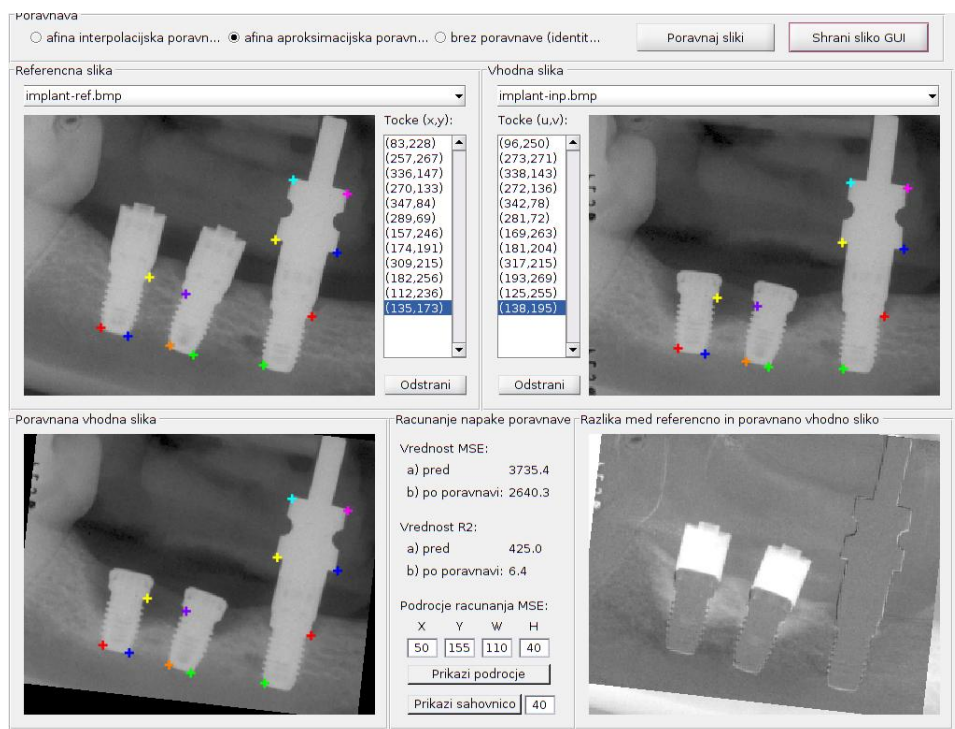 Poravnava
afina interpolacijska poravn... afina aproksimacijska poravn... brez poravnave (identit...
Poravnaj sliki
Shrani sliko GUI
Referencna slika
implant-ref.bmp
Tocke (x,y):
(83,228)
(257,267)
(336,147)
(270,133)
(347,84)
(289,69)
(157,246)
(174,191)
(309,215)
(182,256)
(112,236)
(135,173)
Odstrani
Vhodna slika
implant-inp.bmp
Tocke (u,v):
(96,250)
(273,271)
(338,143)
(272,136)
(342,78)
(281,72)
(169,263)
(181,204)
(317,215)
(193,269)
(125,255)
(138,195)
Odstrani
Poravnana vhodna slika
Racunanje napake poravnave
Vrednost MSE:
a) pred 3735.4
b) po poravnavi: 2640.3
Vrednost R2:
a) pred 425.0
b) po poravnavi: 6.4
Podrocje racunanja MSE:
X Y W H
50 155 110 40
Prikazi podrocje
Prikazi sahovnico 40
Razlika med referencno in poravnano vhodno sliko